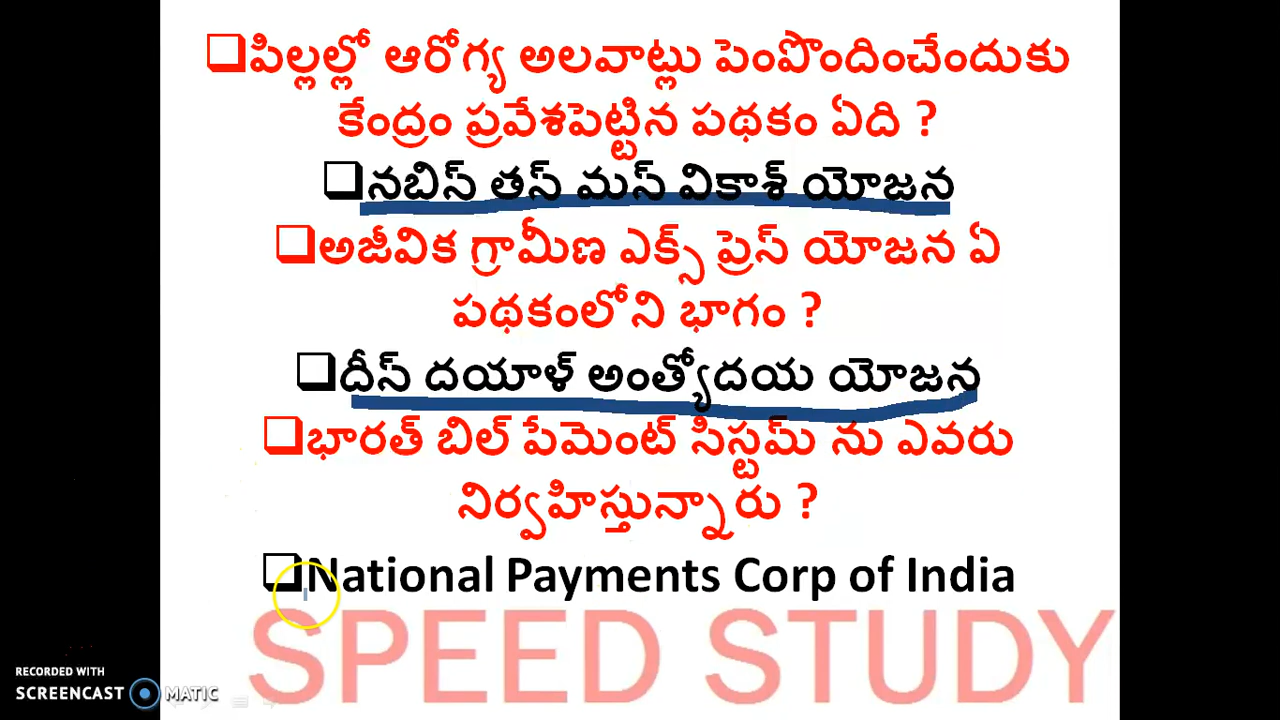 పిల్లల్లో ఆరోగ్య అలవాట్లు పెంపొందించేందుకు
కేంద్రం ప్రవేశపెట్టిన పథకం ఏది ?
నబిస్ తస్ మస్ వికాశ్ యోజన
అజీవిక గ్రామీణ ఎక్స్ ప్రెస్ యోజన ఏ
పథకంలోని భాగం ?
దీస్ దయాళ్ అంత్యోదయ యోజన
భారత్ బిల్ పేమెంట్ సిస్టమ్ ను ఎవరు
నిర్వహిస్తున్నారు ?
National Payments Corp of India
SPEED STUDY
RECORDED WITH
SCREENCAST MATIC